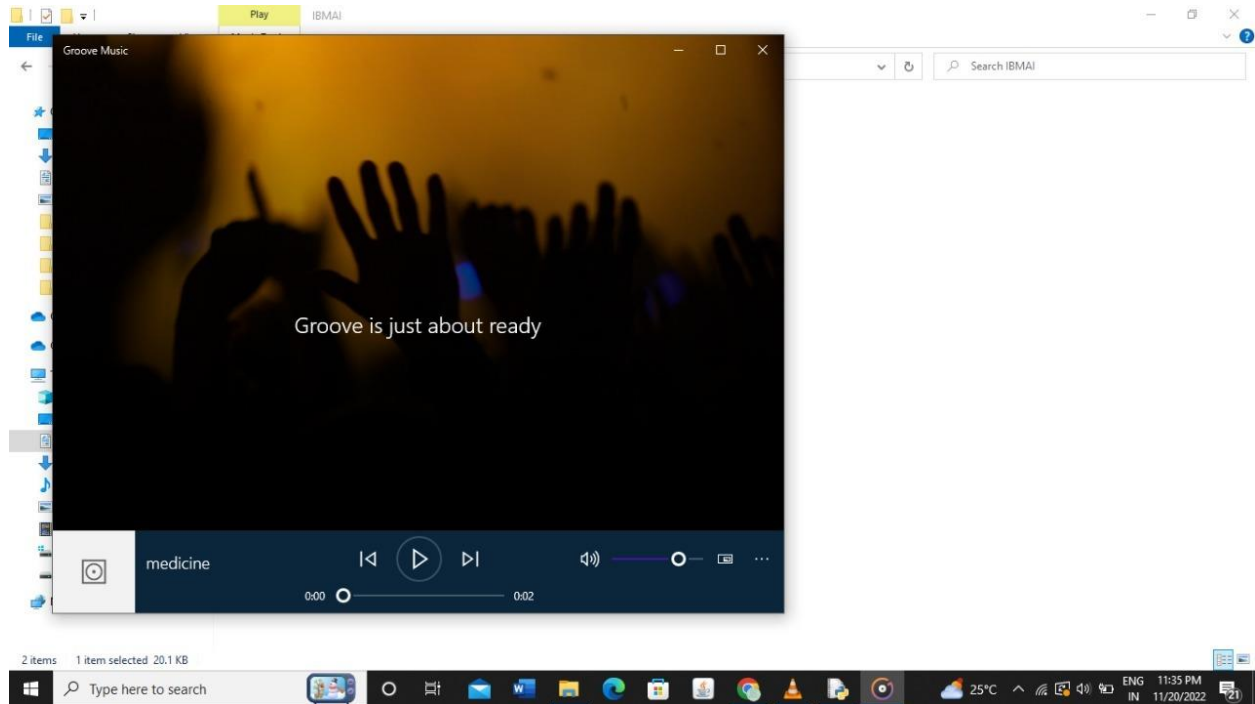 Play
IBMAI
File
Groove Music
Search IBMAI
Groove is just about ready
medicine
0:00
0:02
2 items 1 item selected 20.1 KB
Type here to search
25°C
ENG
IN
11:35 PM
11/20/2022
21